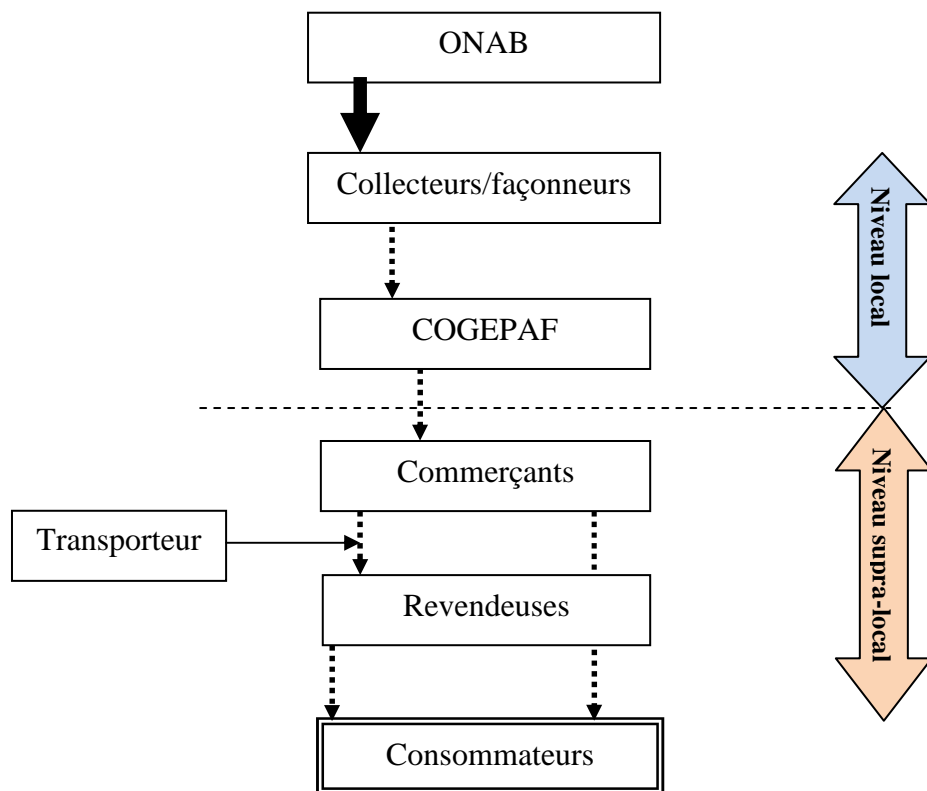 ONAB
Collecteurs/façonneurs
Niveau local
COGEPAF
Commerçants
Niveau supra-local
Transporteur
Revendeuses
Consommateurs